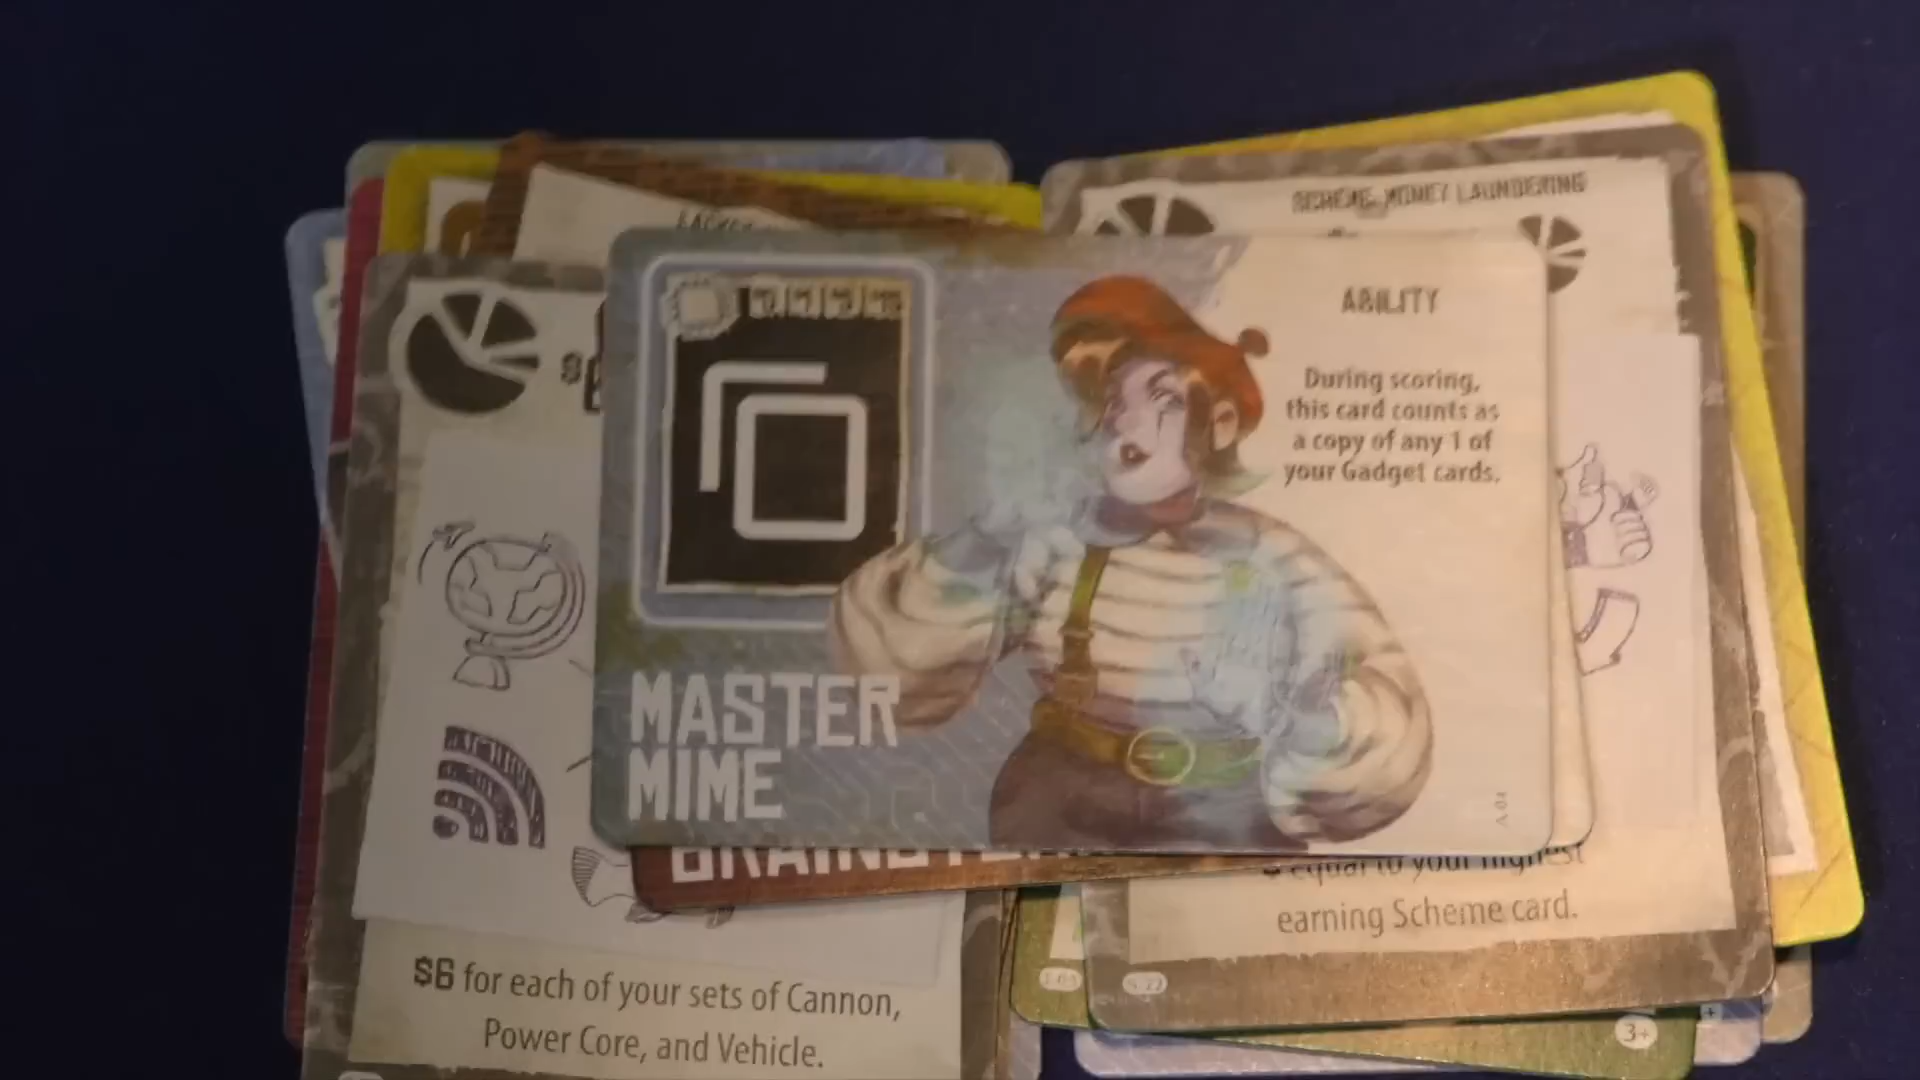 SCHEME: MONEY LAUNDERING
ABILITY
During scoring,
this card counts as
a copy of any 1 of
your Gadget cards.
MASTER
MIME
A-04
equal to your highest
earning Scheme card.
S-22
3+
$6 for each of your sets of Cannon,
Power Core, and Vehicle.